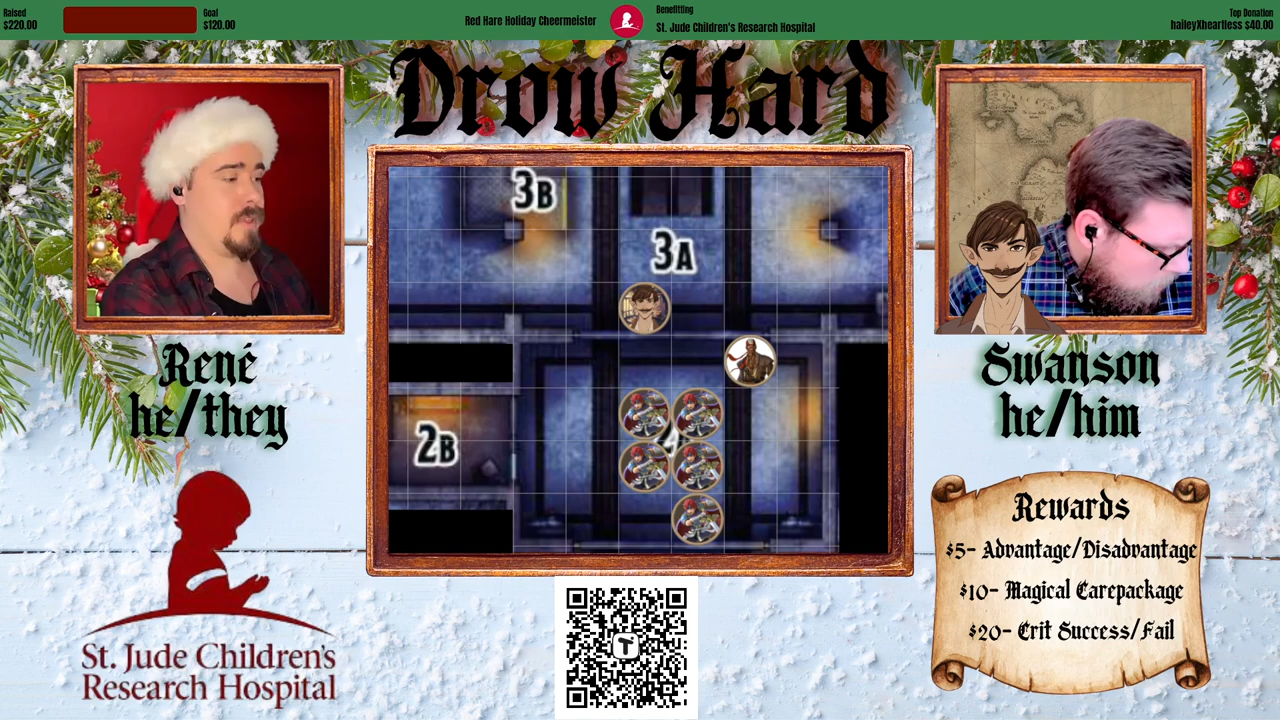 Raised
$220.00
Goal
$120.00
Red Hare Holiday Cheermeister
Benefitting
St. Jude Children's Research Hospital
Top Donation
haileyXheartless $40.00
Drow Hard
3B
3A
2B
René
he/they
Swanson
he/him
St. Jude Children's
Research Hospital
Rewards
$5- Advantage/Disadvantage
$10- Magical Carepackage
$20- Crit Success/Fail